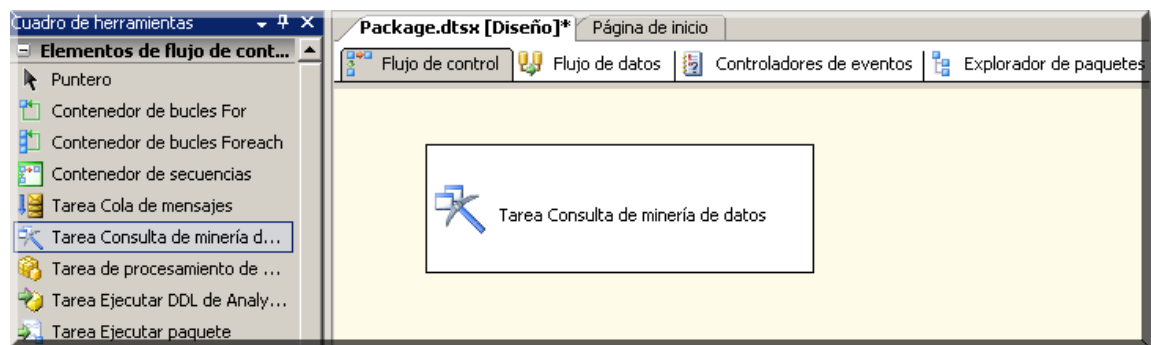 Cuadro de herramientas
Elementos de flujo de cont...
Puntero
Contenedor de bucles For
Contenedor de bucles Foreach
Contenedor de secuencias
Tarea Cola de mensajes
Tarea Consulta de minería d...
Tarea de procesamiento de ...
Tarea Ejecutar DDL de Analy...
Tarea Ejecutar paquete
Package.dtsx [Diseño]* Página de inicio
Flujo de control Flujo de datos Controladores de eventos Explorador de paquetes
Tarea Consulta de minería de datos